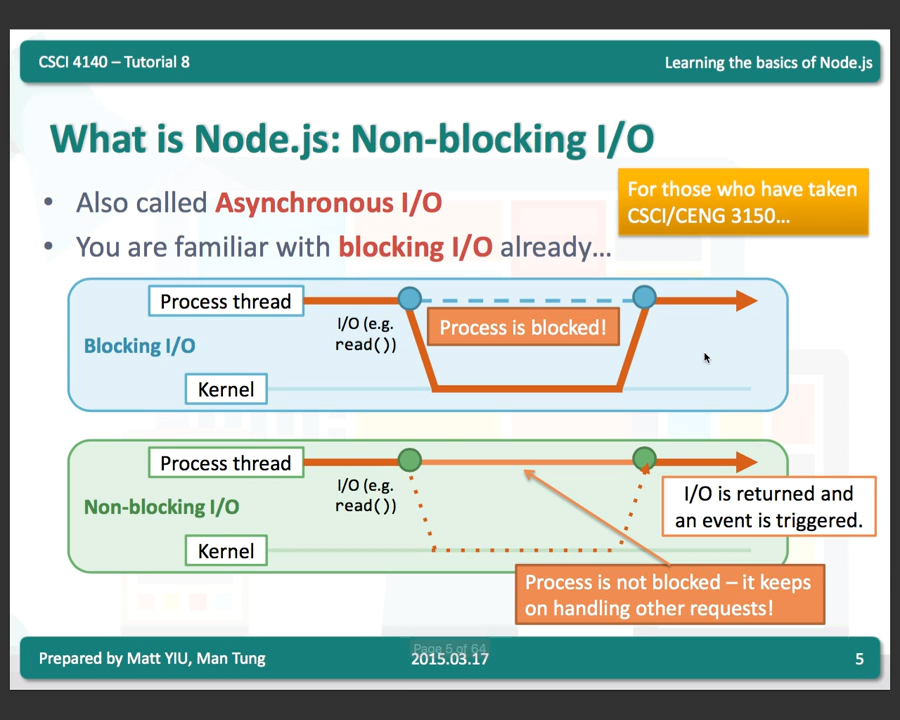 CSCI 4140 – Tutorial 8
Learning the basics of Node.js
What is Node.js: Non-blocking I/O
• Also called Asynchronous I/O
• You are familiar with blocking I/O already...
For those who have taken
CSCI/CENG 3150...
Process thread
I/O (e.g.
read())
Process is blocked!
Blocking I/O
Kernel
Process thread
I/O (e.g.
read())
Non-blocking I/O
Kernel
I/O is returned and
an event is triggered.
Process is not blocked – it keeps
on handling other requests!
Page 5 of 64
Prepared by Matt YIU, Man Tung
2015.03.17
5